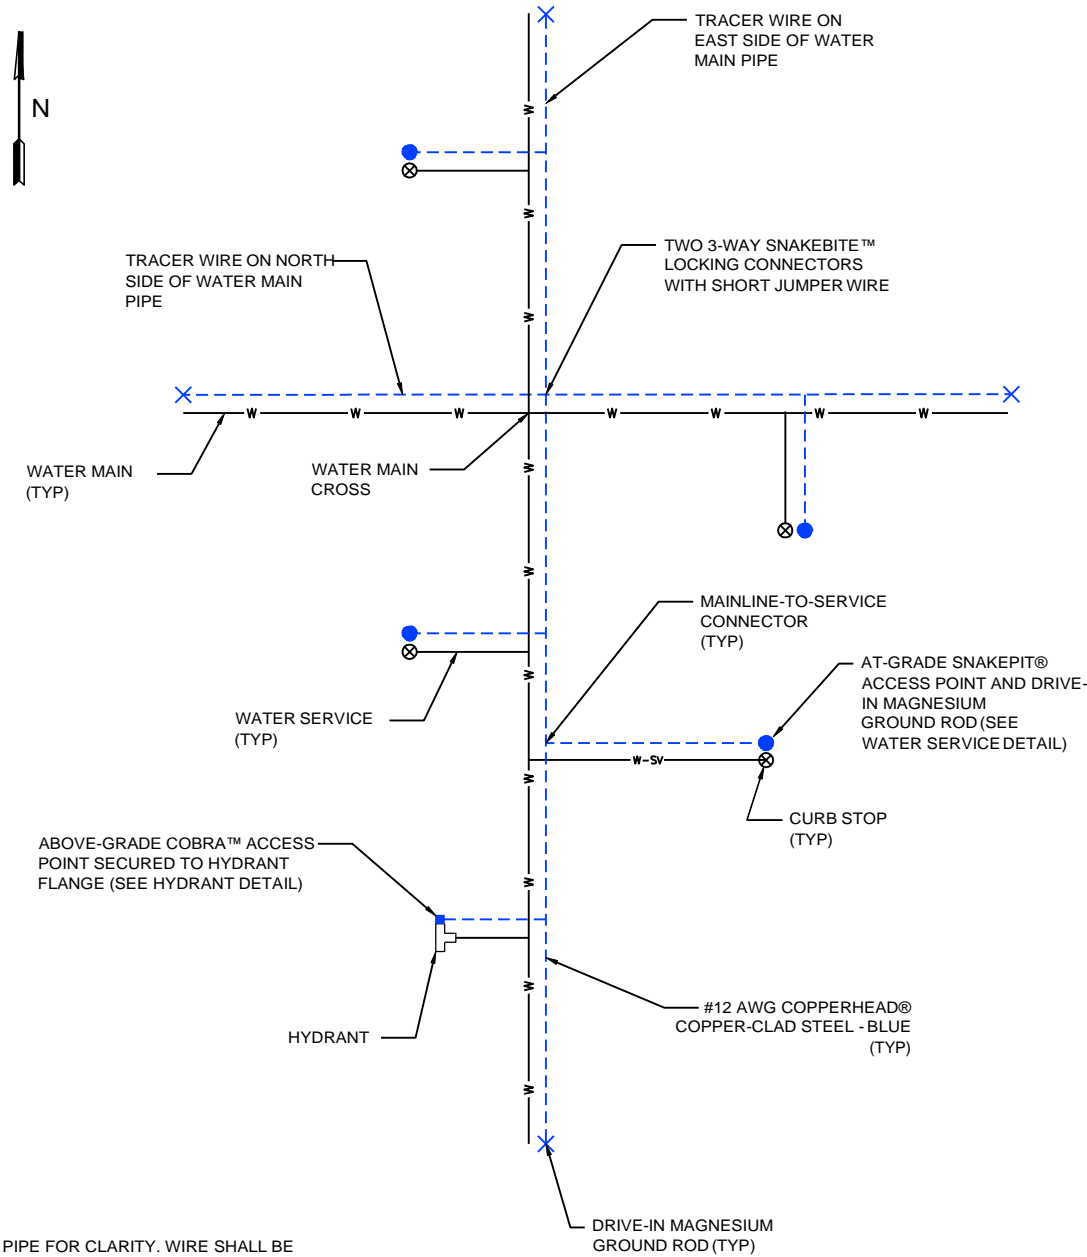 TRACER WIRE ON
EAST SIDE OF WATER
MAIN PIPE
N
W
W
TRACER WIRE ON NORTH
SIDE OF WATER MAIN
PIPE
TWO 3-WAY SNAKEBITE™
LOCKING CONNECTORS
WITH SHORT JUMPER WIRE
W
W W W W W W W
WATER MAIN
(TYP)
WATER MAIN
CROSS
W
W
MAINLINE-TO-SERVICE
CONNECTOR
(TYP)
W
AT-GRADE SNAKEPIT®
ACCESS POINT AND DRIVE-
IN MAGNESIUM
GROUND ROD (SEE
WATER SERVICE DETAIL)
WATER SERVICE
(TYP)
W-SV
W
CURB STOP
(TYP)
ABOVE-GRADE COBRA™ ACCESS
POINT SECURED TO HYDRANT
FLANGE (SEE HYDRANT DETAIL)
W
W
HYDRANT
#12 AWG COPPERHEAD®
COPPER-CLAD STEEL - BLUE
(TYP)
W
DRIVE-IN MAGNESIUM
GROUND ROD (TYP)
PIPE FOR CLARITY. WIRE SHALL BE